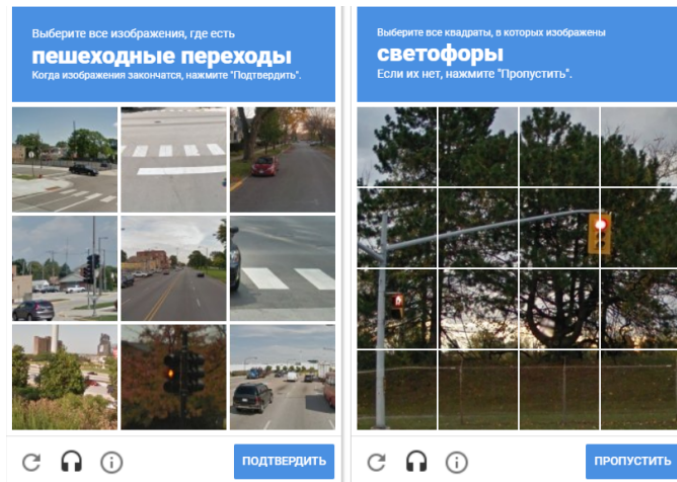 Выберите все изображения, где есть
пешеходные переходы
Когда изображения закончатся, нажмите "Подтвердить".
ПОДТВЕРДИТЬ
Выберите все квадраты, в которых изображены
светофоры
Если их нет, нажмите "Пропустить".
ПРОПУСТИТЬ